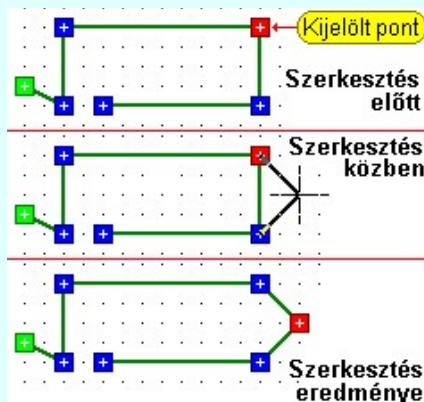 Kijelölt pont
Szerkesztés
előtt
Szerkesztés
közben
Szerkesztés
eredménye